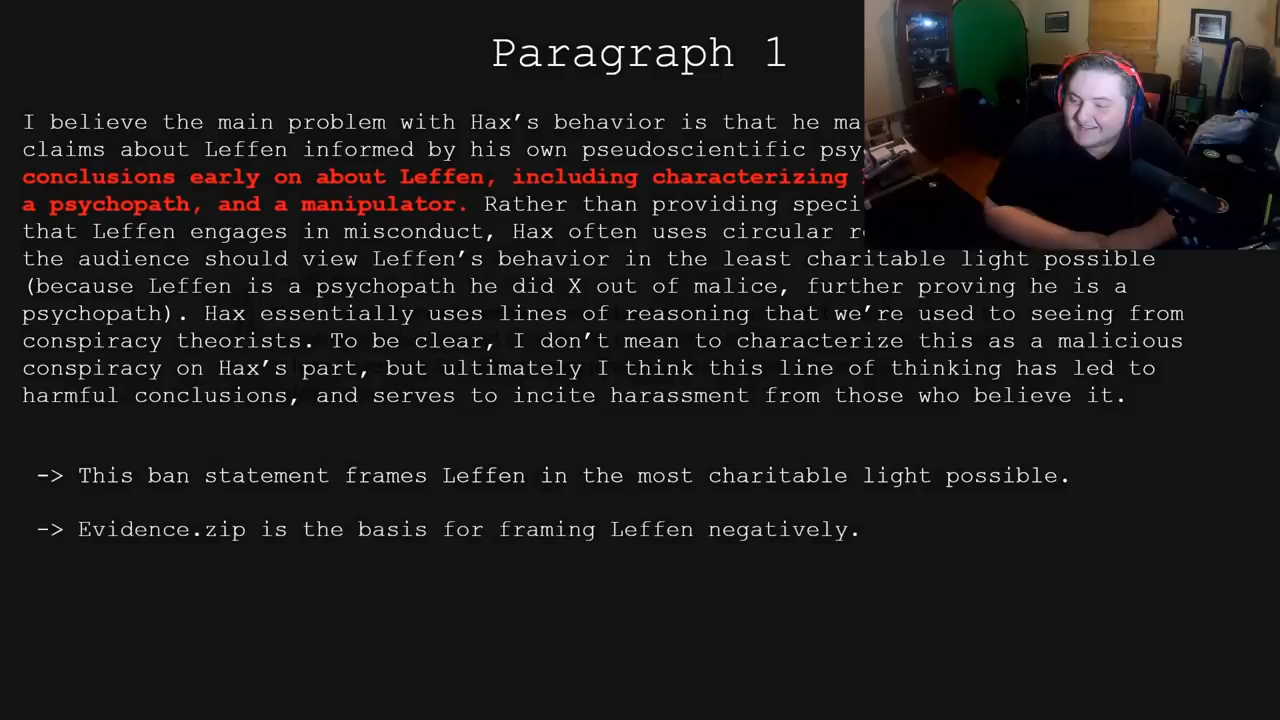 Paragraph 1
I believe the main problem with Hax’s behavior is that he
claims about Leffen informed by his own pseudoscientific
conclusions early on about Leffen, including characterizing
a psychopath, and a manipulator. Rather than providing
that Leffen engages in misconduct, Hax often uses circular
the audience should view Leffen’s behavior in the least charitable light possible
(because Leffen is a psychopath he did X out of malice, further proving he is a
psychopath). Hax essentially uses lines of reasoning that we’re used to seeing from
conspiracy theorists. To be clear, I don’t mean to characterize this as a malicious
conspiracy on Hax’s part, but ultimately I think this line of thinking has led to
harmful conclusions, and serves to incite harassment from those who believe it.
-> This ban statement frames Leffen in the most charitable light possible.
-> Evidence.zip is the basis for framing Leffen negatively.